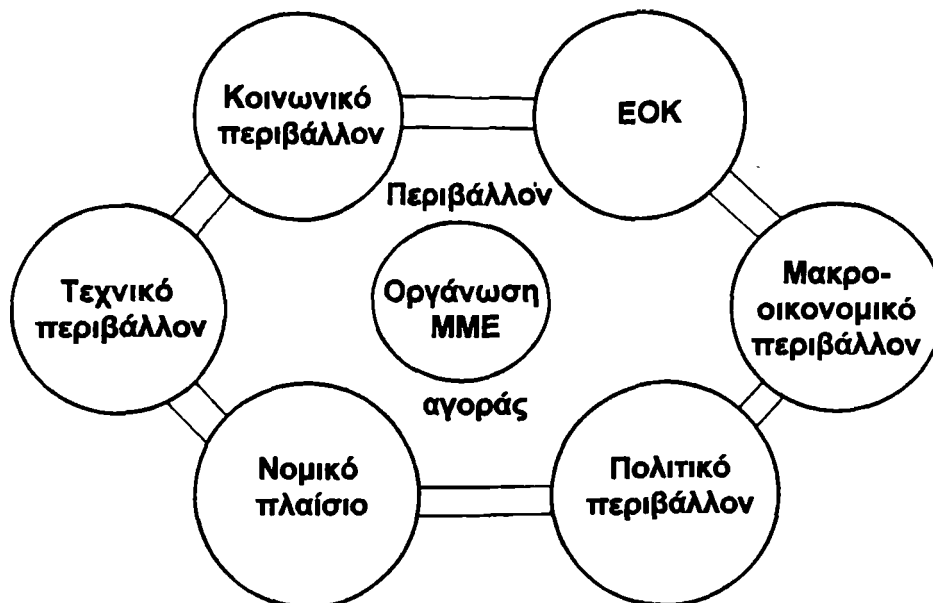 Κοινωνικό
περιβάλλον
ΕΟΚ
Περιβάλλον
Τεχνικό
περιβάλλον
Οργάνωση
ΜΜΕ
Μακρο-
οικονομικό
περιβάλλον
αγοράς
Νομικό
πλαίσιο
Πολιτικό
περιβάλλον